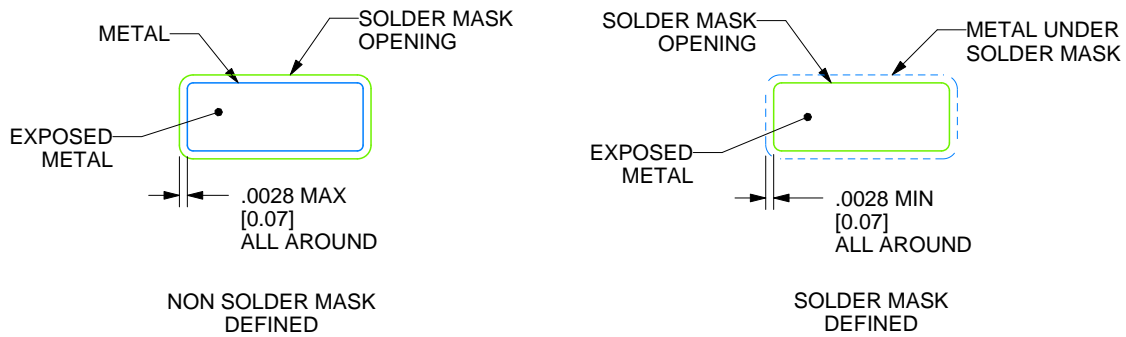 METAL
SOLDER MASK
OPENING
EXPOSED
METAL
.0028 MAX
[0.07]
ALL AROUND
NON SOLDER MASK
DEFINED
SOLDER MASK
OPENING
METAL UNDER
SOLDER MASK
EXPOSED
METAL
.0028 MIN
[0.07]
ALL AROUND
SOLDER MASK
DEFINED